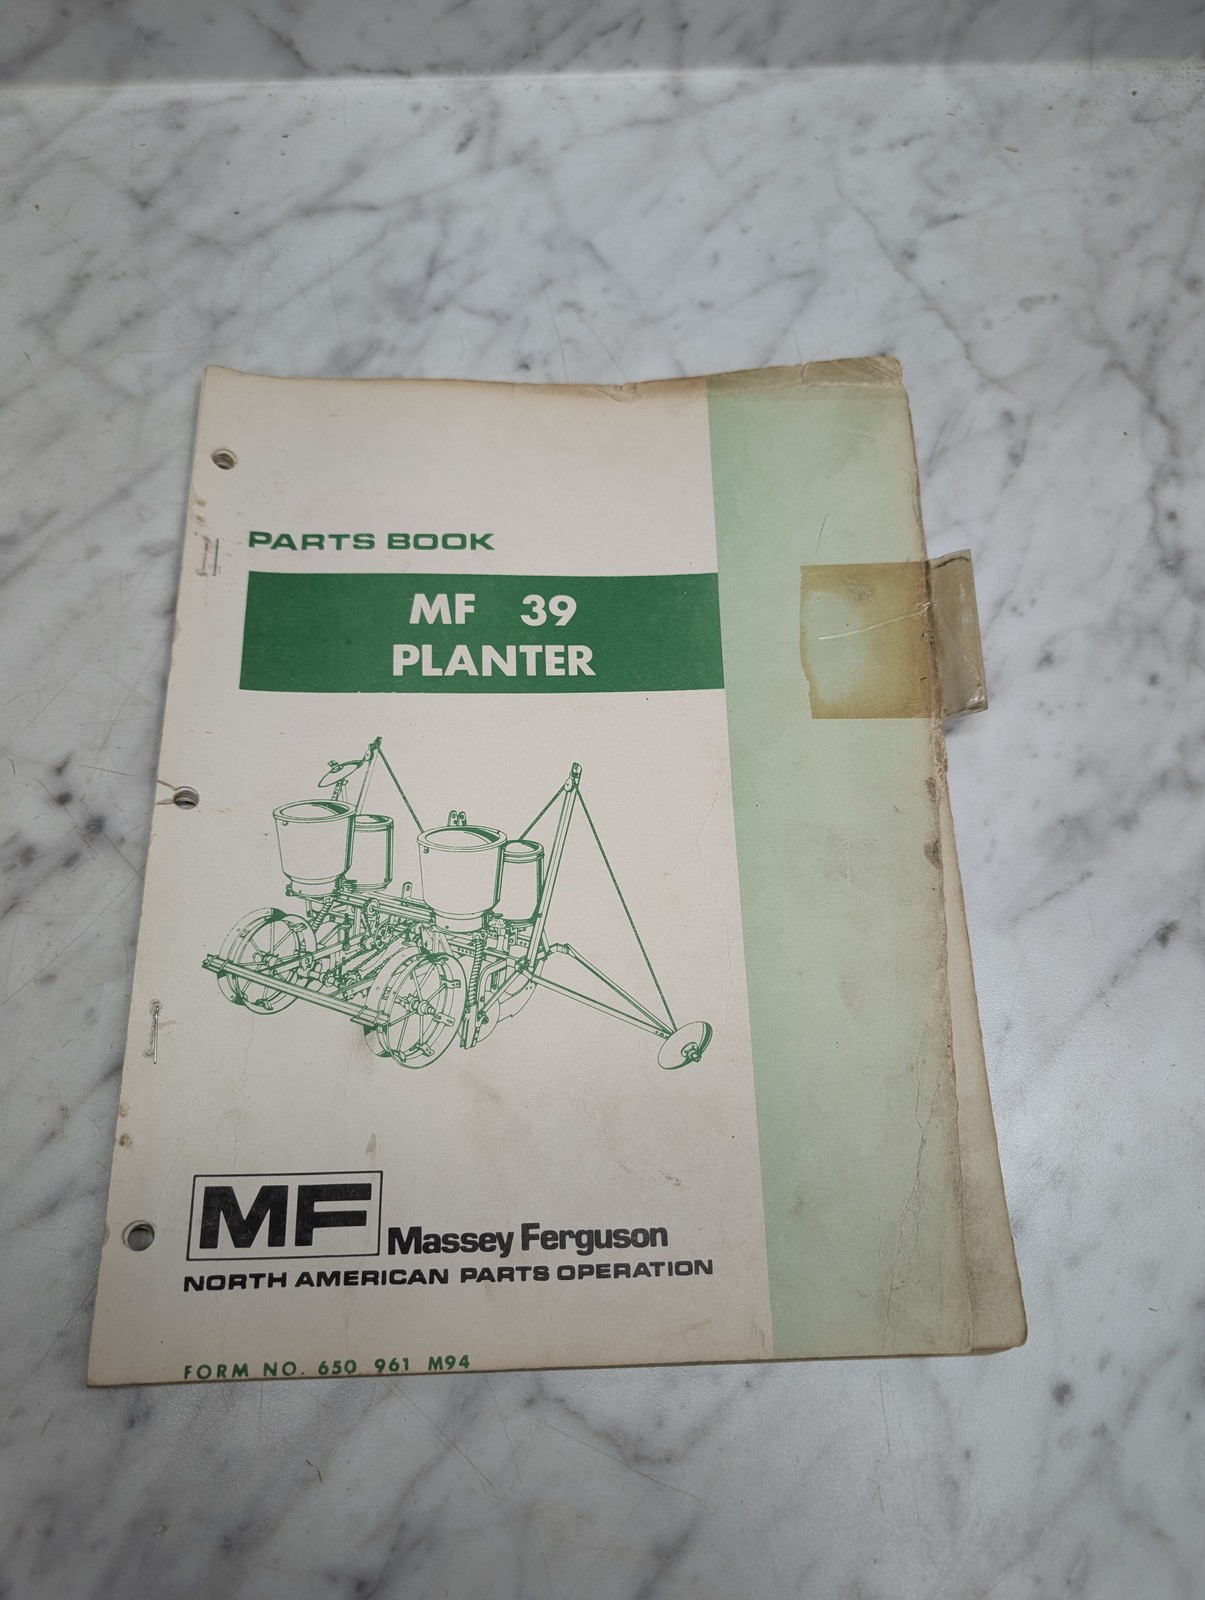 PARTS BOOK
MF 39
PLANTER
MF Massey Ferguson
NORTH AMERICAN PARTS OPERATION
FORM NO. 650 961 M94